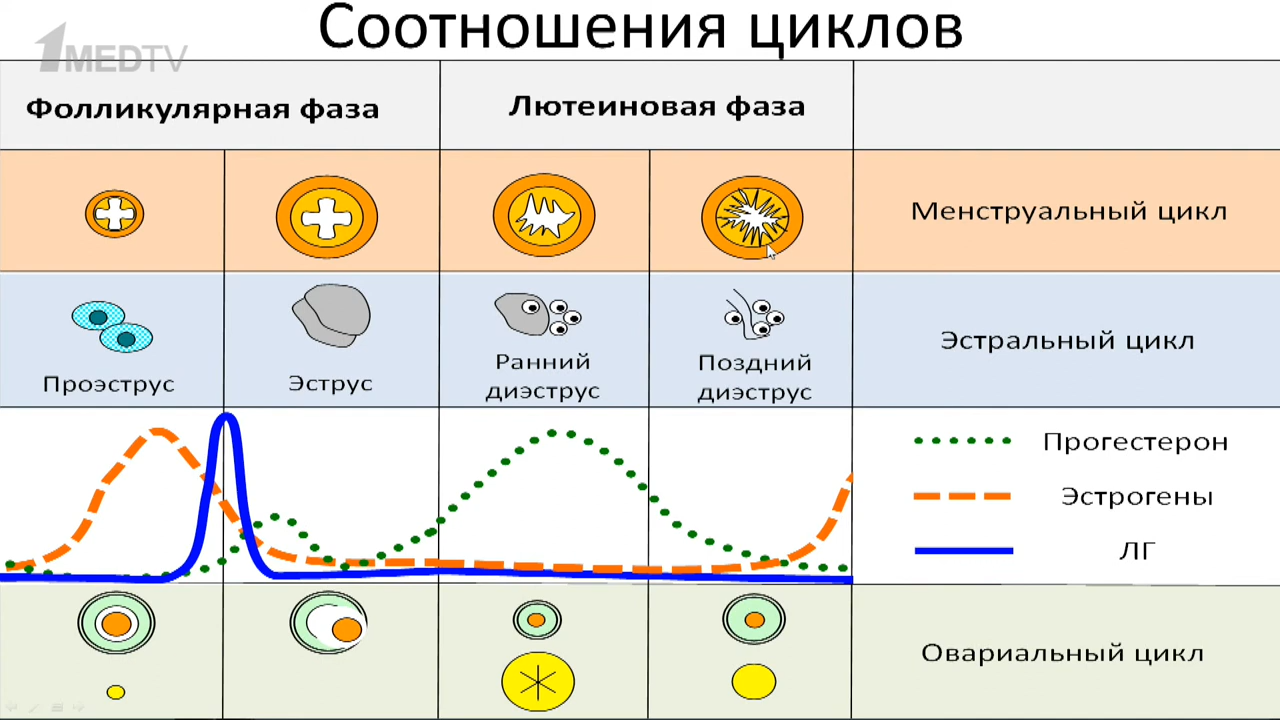 Соотношения циклов
1MEDTV
Фолликулярная фаза
Лютеиновая фаза
Менструальный цикл
Проэструс
Эструс
Ранний
диэструс
Поздний
диэструс
Эстральный цикл
Прогестерон
Эстрогены
ЛГ
Овариальный цикл